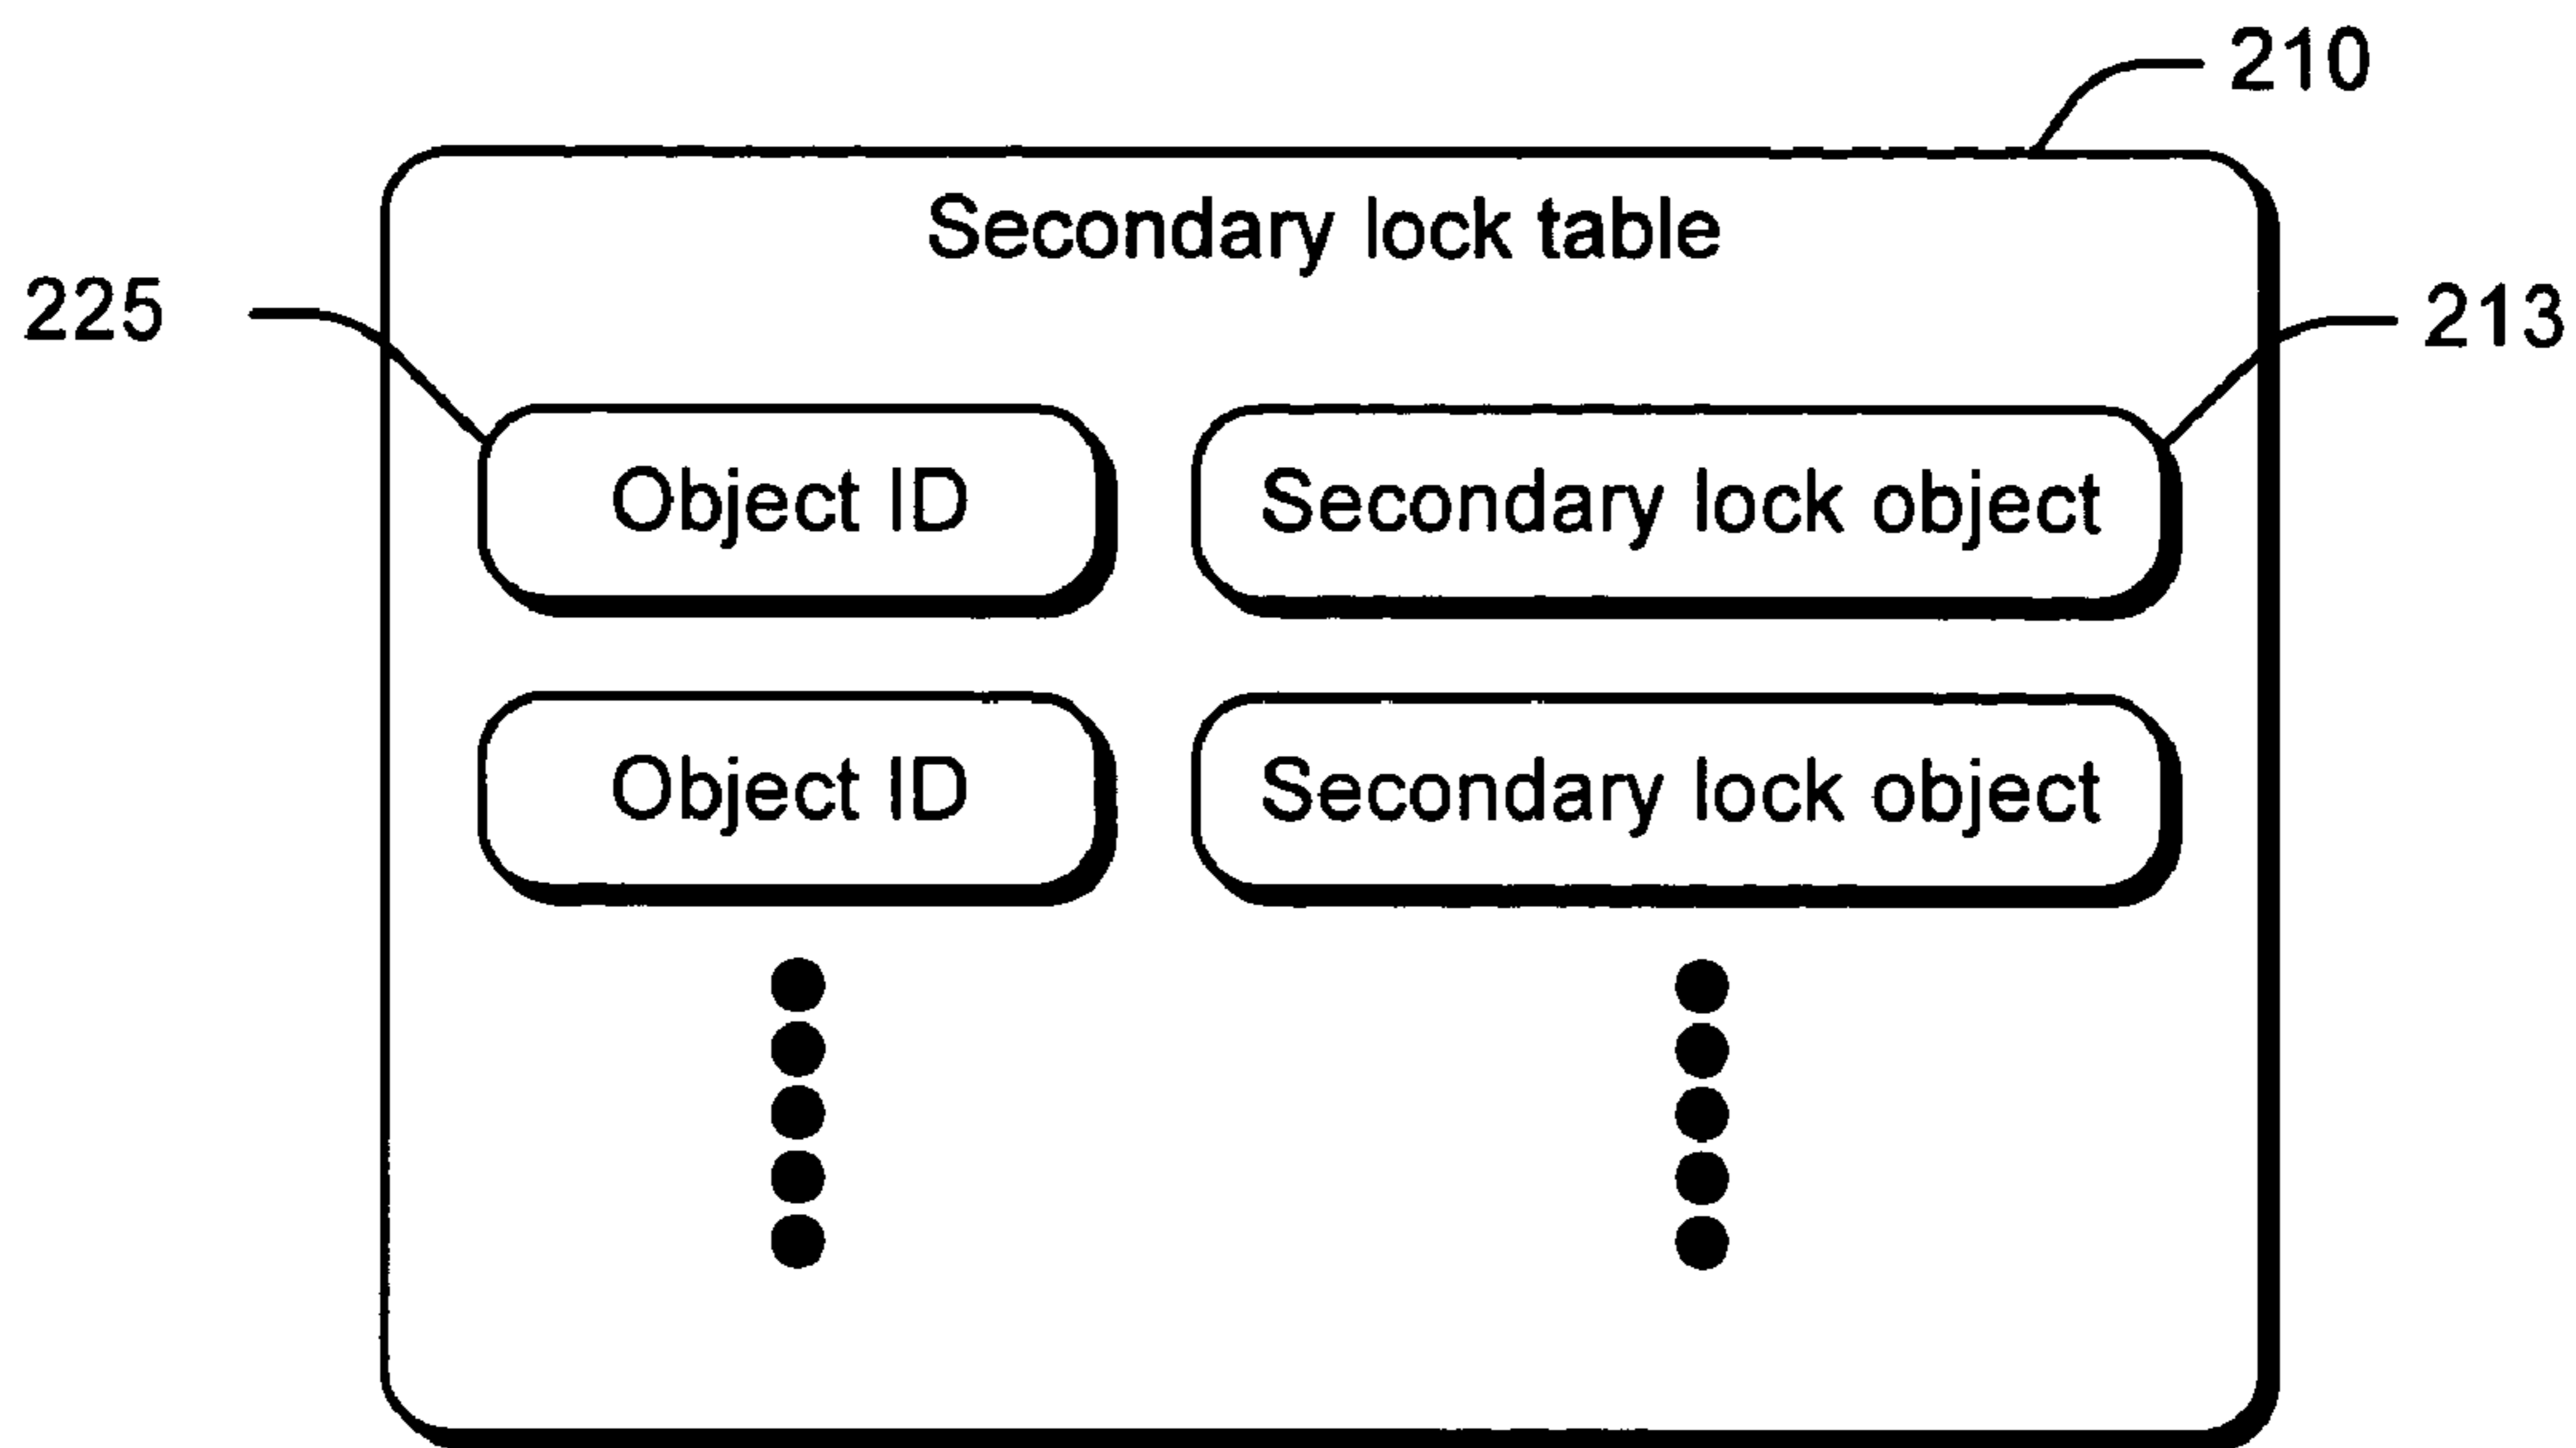 210
Secondary lock table
225
213
Object ID
Secondary lock object
Object ID
Secondary lock object